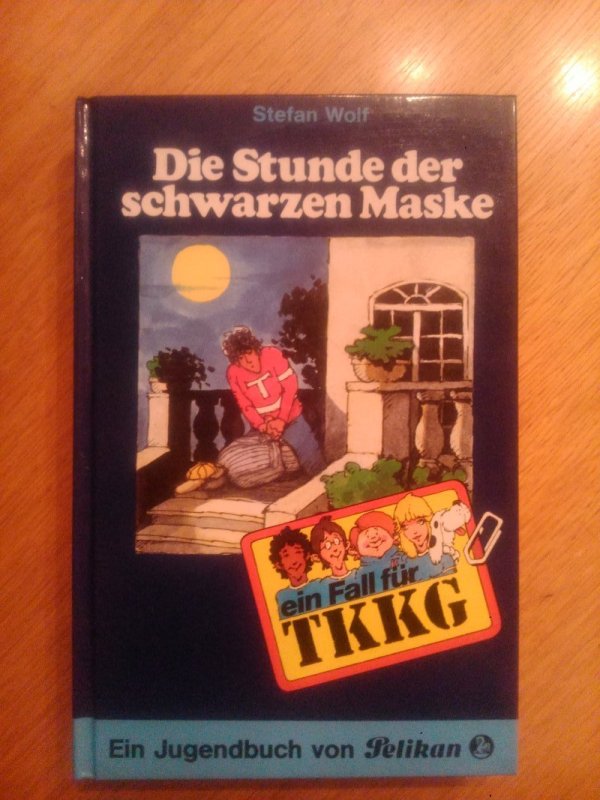 Stefan Wolf
Die Stunde der
schwarzen Maske
T
ein Fall für
TKKG
Ein Jugendbuch von Pelikan